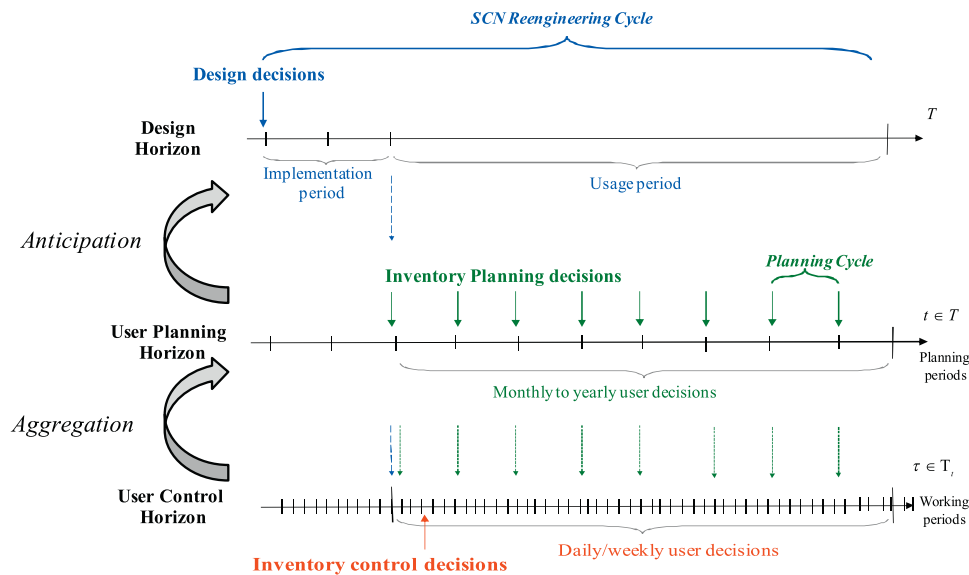 SCN Reengineering Cycle
Design decisions
Design
Horizon
T
Implementation
period
Usage period
Anticipation
Inventory Planning decisions
Planning Cycle
User Planning
Horizon
t ∈ T
Planning
periods
Monthly to yearly user decisions
Aggregation
User Control
Horizon
τ ∈ Tₜ
Working
periods
Daily/weekly user decisions
Inventory control decisions